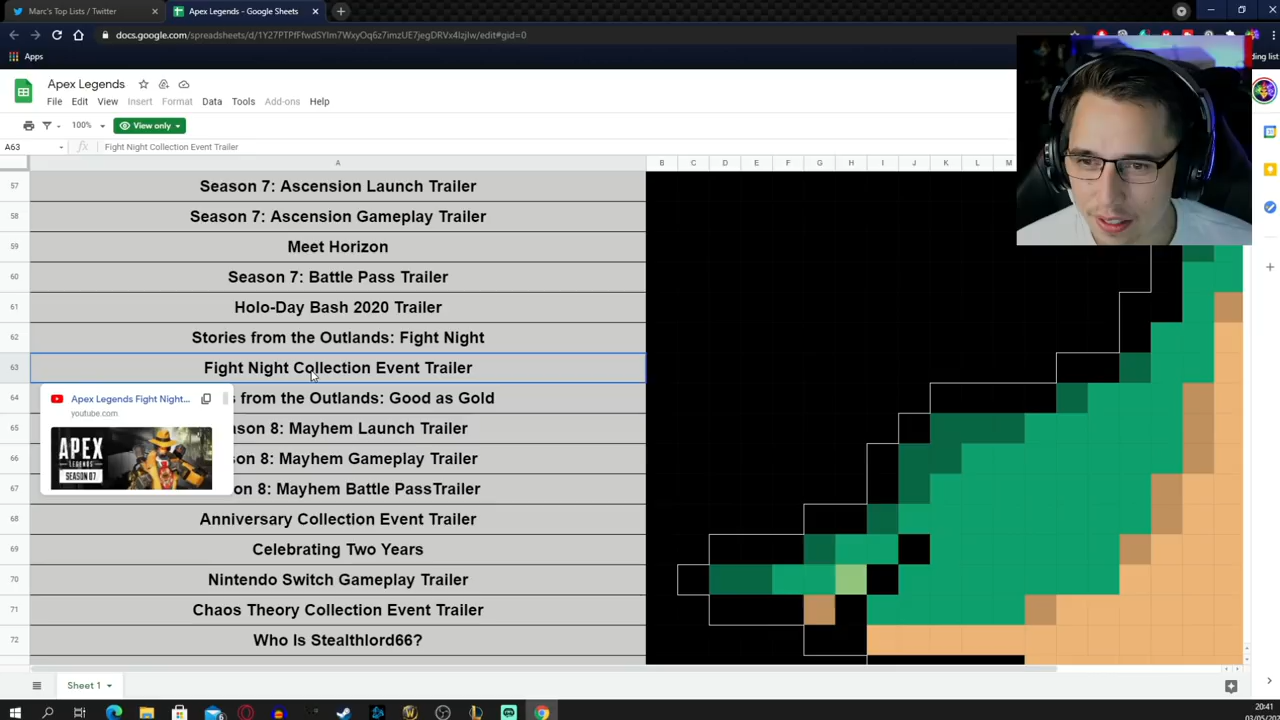 Marc's Top Lists / Twitter
Apex Legends - Google Sheets
docs.google.com/spreadsheets/d/1Y27PTPfFfwdSYlm7WxyOq6z7imzUE7jegDRVx4lzjlw/edit#gid=0
Apps
ding list
Apex Legends
File Edit View Insert Format Data Tools Add-ons Help
100% View only
A63 fx Fight Night Collection Event Trailer
A B C D E F G H I J K L M
57 Season 7: Ascension Launch Trailer
58 Season 7: Ascension Gameplay Trailer
59 Meet Horizon
60 Season 7: Battle Pass Trailer
61 Holo-Day Bash 2020 Trailer
62 Stories from the Outlands: Fight Night
63 Fight Night Collection Event Trailer
64 s from the Outlands: Good as Gold
Apex Legends Fight Night...
youtube.com
APEX
LEGENDS
SEASON 07
65 son 8: Mayhem Launch Trailer
66 son 8: Mayhem Gameplay Trailer
67 on 8: Mayhem Battle PassTrailer
68 Anniversary Collection Event Trailer
69 Celebrating Two Years
70 Nintendo Switch Gameplay Trailer
71 Chaos Theory Collection Event Trailer
72 Who Is Stealthlord66?
Sheet 1
20:41